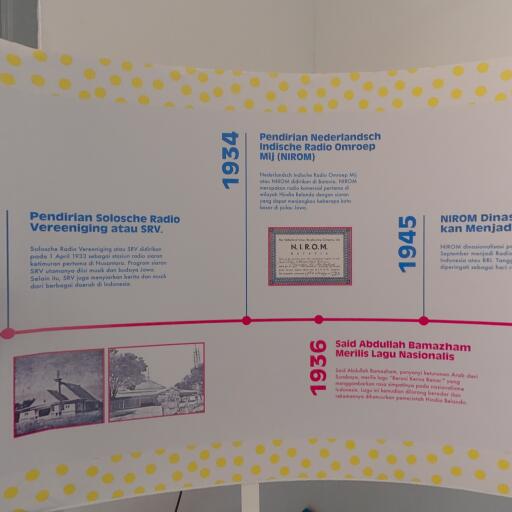 Pendirian Solosche Radio
Vereeniging atau SRV.
Solosche Radio Vereeniging atau SRV didirikan
pada 1 April 1933 sebagai stasiun radio siaran
ketimuran pertama di Nusantara. Program siaran
SRV utamanya diisi musik dan budaya Jawa.
Selain itu, SRV juga menyiarkan berita dan musik
dari berbagai daerah di Indonesia.
1934
Pendirian Nederlandsch
Indische Radio Omroep
Mij (NIROM)
Nederlandsch Indische Radio Omroep Mij
atau NIROM didirikan di Batavia. NIROM
merupakan radio komersial pertama di
wilayah Hindia Belanda dengan siaran
yang dapat menjangkau beberapa kota
besar di pulau Jawa.
N.I.R.O.M.
BATAVIA
1936
Said Abdullah Bamazham
Merilis Lagu Nasionalis
Said Abdullah Bamazham, penyanyi keturunan Arab dari
Surabaya, merilis lagu "Berani Kerna Benar" yang
menggambarkan rasa simpatinya pada nasionalisme
Indonesia. Lagu ini kemudian dilarang beredar dan
rekamannya dihancurkan pemerintah Hindia Belanda.
1945
NIROM Dinas
kan Menjad
NIROM dinasionalisasi pa
September menjadi Radio
Indonesia atau RRI. Tangg
diperingati sebagai hari r